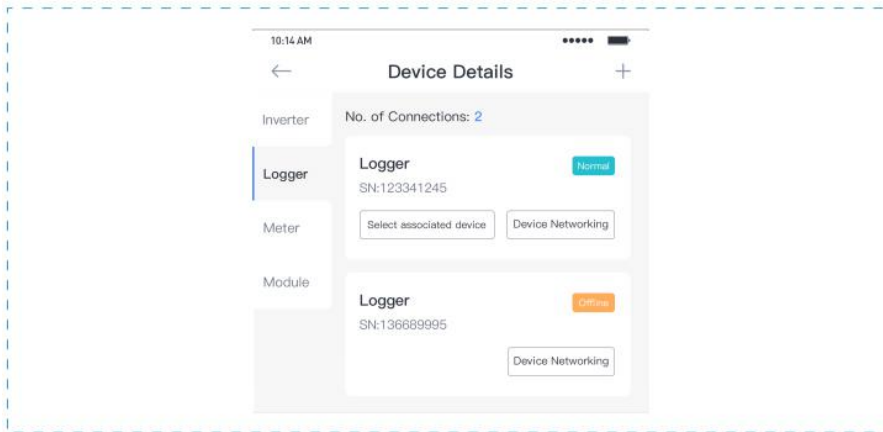 10:14 AM
Device Details
Inverter
Logger
Meter
Module
No. of Connections: 2
Logger
Normal
SN:123341245
Select associated device
Device Networking
Logger
Offline
SN:136689995
Device Networking